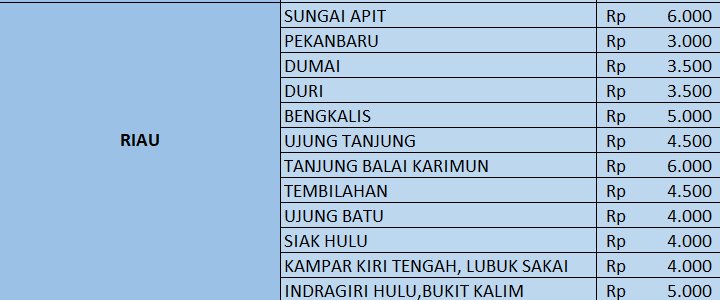 SUNGAI APIT Rp 6.000
PEKANBARU Rp 3.000
DUMAI Rp 3.500
DURI Rp 3.500
BENGKALIS Rp 5.000
RIAU UJUNG TANJUNG Rp 4.500
TANJUNG BALAI KARIMUN Rp 6.000
TEMBILAHAN Rp 4.500
UJUNG BATU Rp 4.000
SIAK HULU Rp 4.000
KAMPAR KIRI TENGAH, LUBUK SAKAI Rp 4.000
INDRAGIRI HULU,BUKIT KALIM Rp 5.000